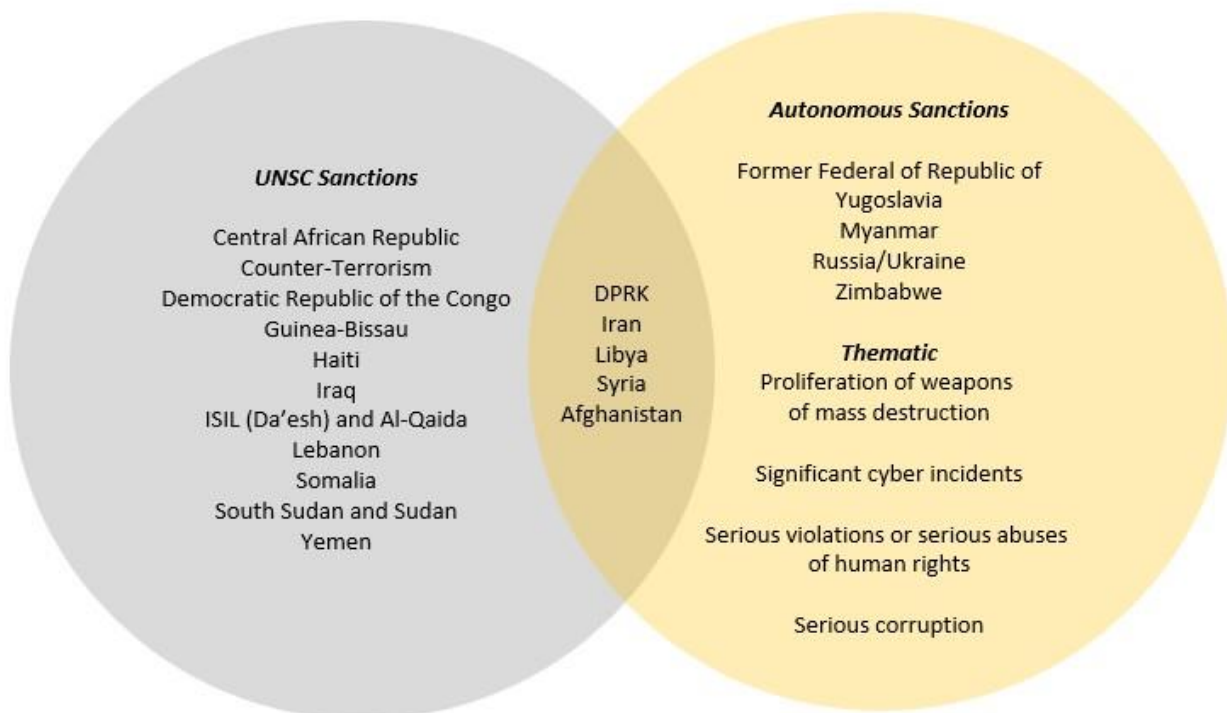 UNSC Sanctions
Central African Republic
Counter-Terrorism
Democratic Republic of the Congo
Guinea-Bissau
Haiti
Iraq
ISIL (Da’esh) and Al-Qaida
Lebanon
Somalia
South Sudan and Sudan
Yemen
DPRK
Iran
Libya
Syria
Afghanistan
Autonomous Sanctions
Former Federal of Republic of
Yugoslavia
Myanmar
Russia/Ukraine
Zimbabwe
Thematic
Proliferation of weapons
of mass destruction
Significant cyber incidents
Serious violations or serious abuses
of human rights
Serious corruption